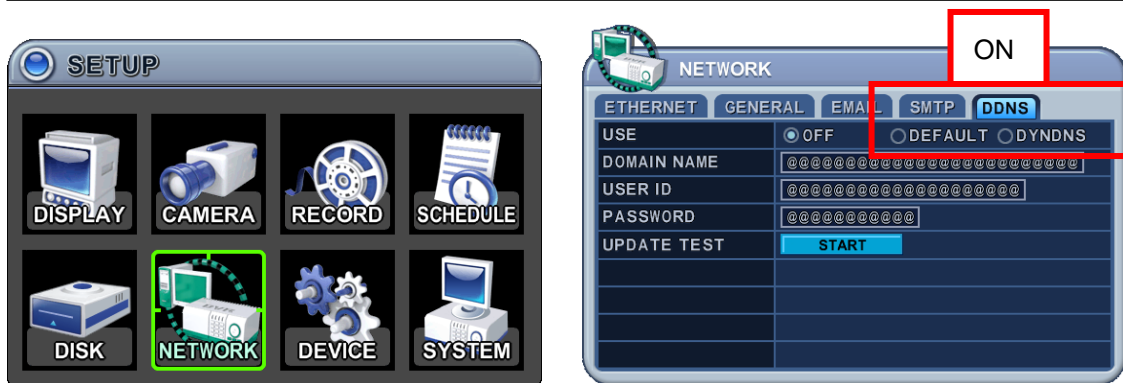 SETUP
DISPLAY
CAMERA
RECORD
SCHEDULE
DISK
NETWORK
DEVICE
SYSTEM
ON
NETWORK
ETHERNET GENERAL EMAIL SMTP DDNS
USE OFF DEFAULT DYNDNS
DOMAIN NAME @@@@@@@@@@@@@@@@@@@@@@@@@
USER ID @@@@@@@@@@@@@@@@@@@@
PASSWORD @@@@@@@@@@@
UPDATE TEST START